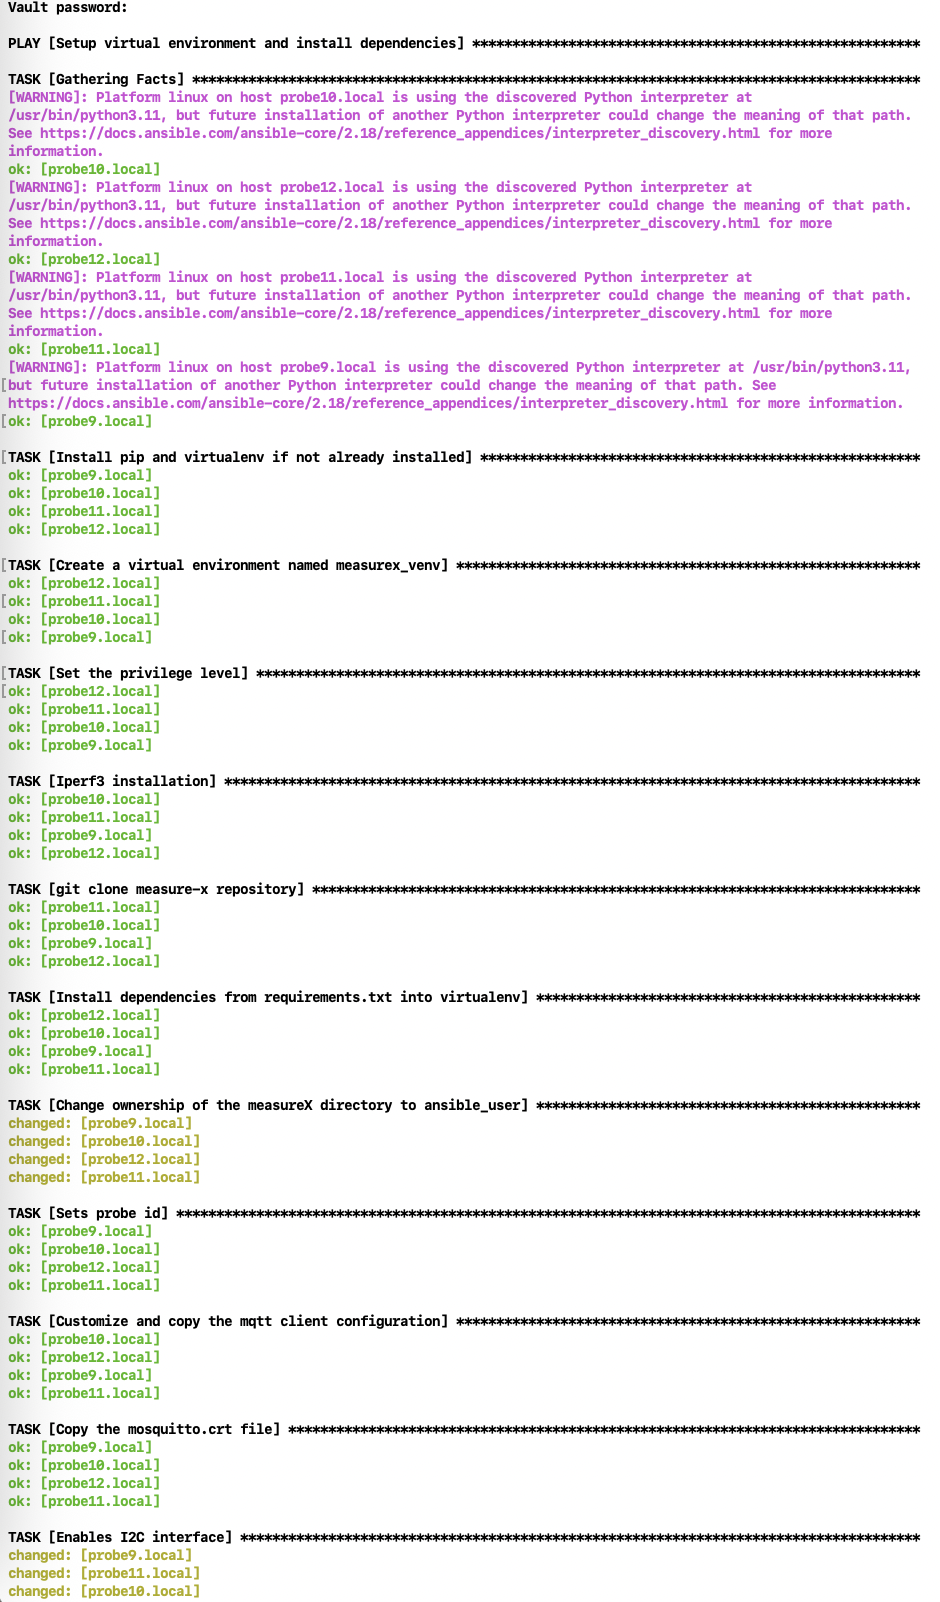 Vault password:
PLAY [Setup virtual environment and install dependencies] ********************************************************
TASK [Gathering Facts] *******************************************************************************************
[WARNING]: Platform linux on host probe10.local is using the discovered Python interpreter at
/usr/bin/python3.11, but future installation of another Python interpreter could change the meaning of that path.
See https://docs.ansible.com/ansible-core/2.18/reference_appendices/interpreter_discovery.html for more
information.
ok: [probe10.local]
[WARNING]: Platform linux on host probe12.local is using the discovered Python interpreter at
/usr/bin/python3.11, but future installation of another Python interpreter could change the meaning of that path.
See https://docs.ansible.com/ansible-core/2.18/reference_appendices/interpreter_discovery.html for more
information.
ok: [probe12.local]
[WARNING]: Platform linux on host probe11.local is using the discovered Python interpreter at
/usr/bin/python3.11, but future installation of another Python interpreter could change the meaning of that path.
See https://docs.ansible.com/ansible-core/2.18/reference_appendices/interpreter_discovery.html for more
information.
ok: [probe11.local]
[WARNING]: Platform linux on host probe9.local is using the discovered Python interpreter at /usr/bin/python3.11,
[but future installation of another Python interpreter could change the meaning of that path. See
https://docs.ansible.com/ansible-core/2.18/reference_appendices/interpreter_discovery.html for more information.
[ok: [probe9.local]
[TASK [Install pip and virtualenv if not already installed] *******************************************************
ok: [probe9.local]
ok: [probe10.local]
ok: [probe11.local]
ok: [probe12.local]
[TASK [Create a virtual environment named measurex_venv] **********************************************************
ok: [probe12.local]
[ok: [probe11.local]
ok: [probe10.local]
[ok: [probe9.local]
[TASK [Set the privilege level] ***********************************************************************************
[ok: [probe12.local]
ok: [probe11.local]
ok: [probe10.local]
ok: [probe9.local]
TASK [Iperf3 installation] ***************************************************************************************
ok: [probe10.local]
ok: [probe11.local]
ok: [probe9.local]
ok: [probe12.local]
TASK [git clone measure-x repository] ****************************************************************************
ok: [probe11.local]
ok: [probe10.local]
ok: [probe9.local]
ok: [probe12.local]
TASK [Install dependencies from requirements.txt into virtualenv] ************************************************
ok: [probe12.local]
ok: [probe10.local]
ok: [probe9.local]
ok: [probe11.local]
TASK [Change ownership of the measureX directory to ansible_user] ************************************************
changed: [probe9.local]
changed: [probe10.local]
changed: [probe12.local]
changed: [probe11.local]
TASK [Sets probe id] *********************************************************************************************
ok: [probe9.local]
ok: [probe10.local]
ok: [probe12.local]
ok: [probe11.local]
TASK [Customize and copy the mqtt client configuration] **********************************************************
ok: [probe10.local]
ok: [probe12.local]
ok: [probe9.local]
ok: [probe11.local]
TASK [Copy the mosquitto.crt file] *******************************************************************************
ok: [probe9.local]
ok: [probe10.local]
ok: [probe12.local]
ok: [probe11.local]
TASK [Enables I2C interface] *************************************************************************************
changed: [probe9.local]
changed: [probe11.local]
changed: [probe10.local]